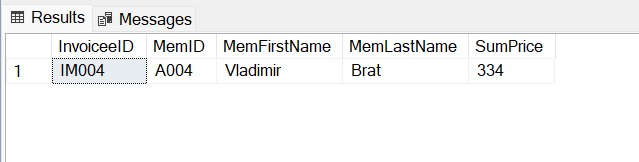 Results Messages
InvoiceeID MemID MemFirstName MemLastName SumPrice
1 IM004 A004 Vladimir Brat 334